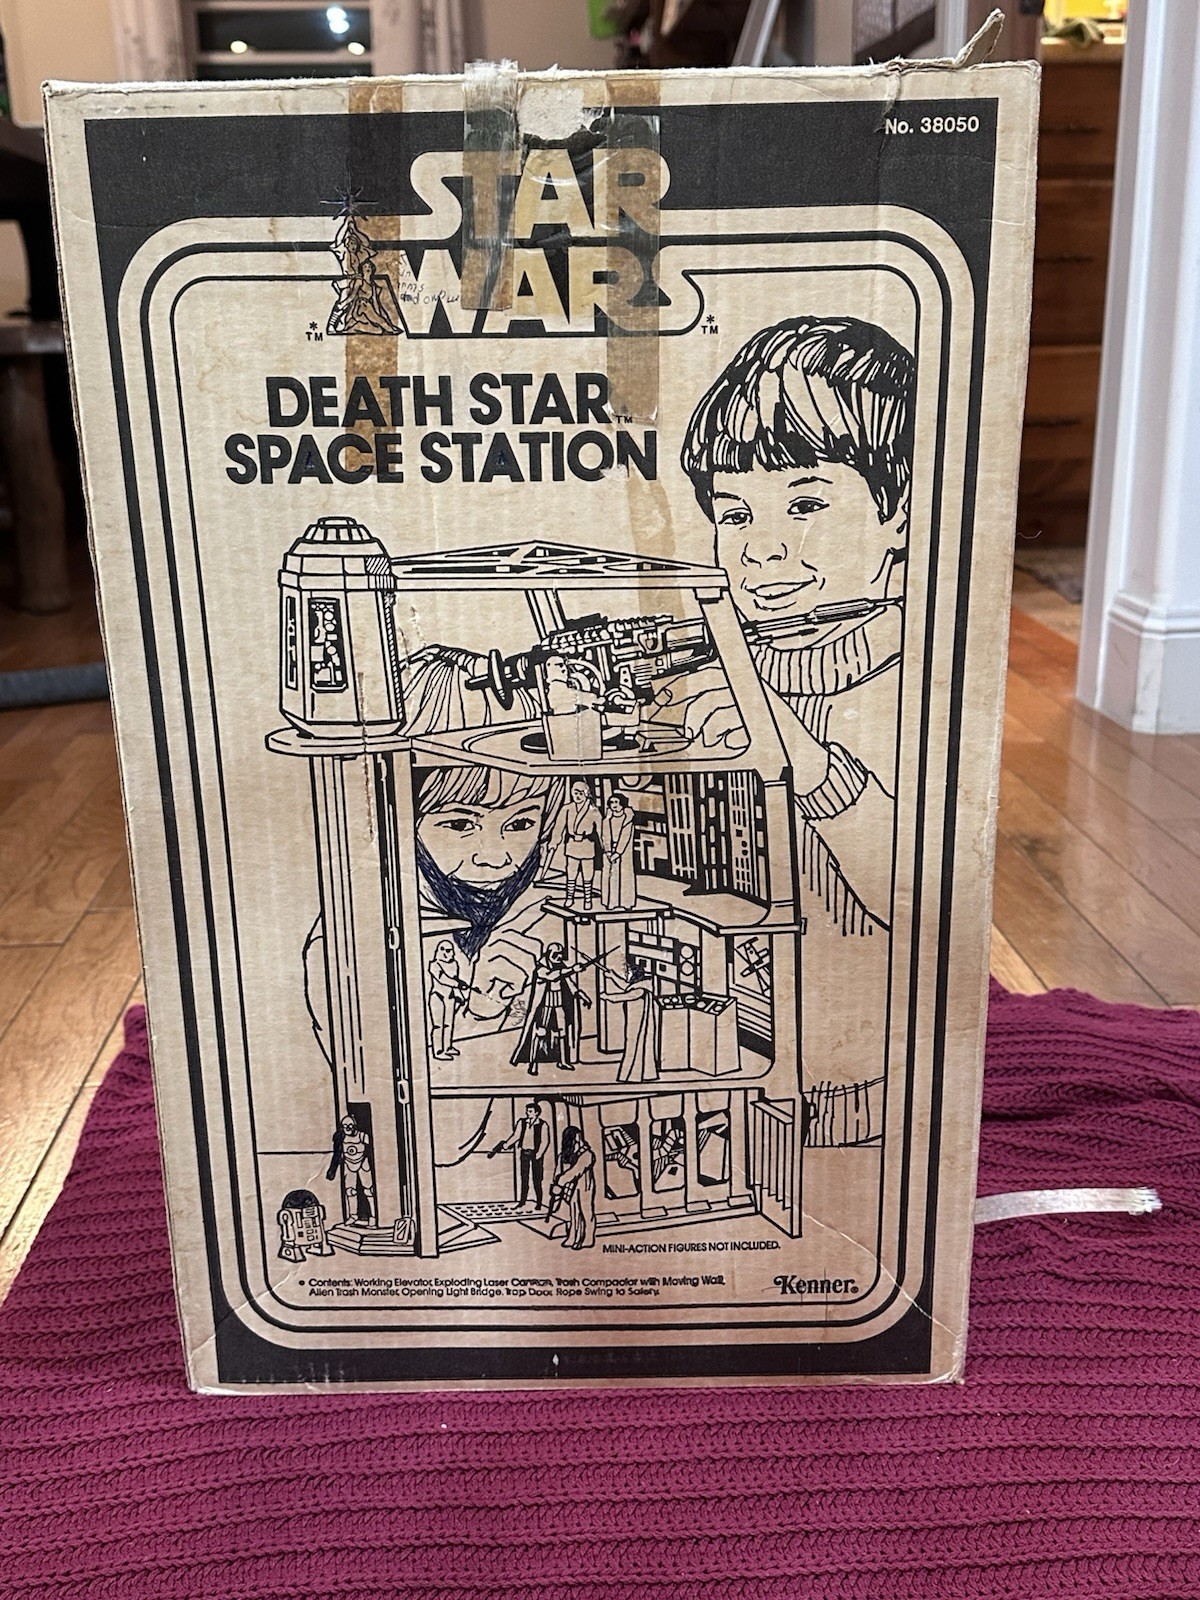 No. 38050
STAR
WARS
*
TM
*
TM
DEATH STAR
TM
SPACE STATION
MINI-ACTION FIGURES NOT INCLUDED.
• Contents: Working Elevator, Exploding Laser Cannon, Trash Compactor with Moving Wall,
Alien Trash Monster, Opening Light Bridge, Trap Door, Rope Swing to Safety.
Kenner®